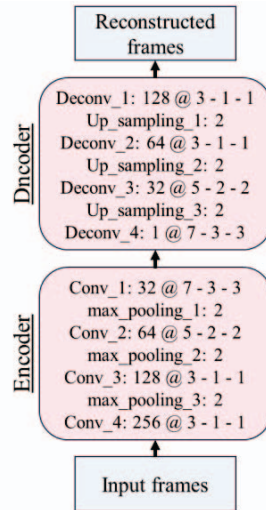 Reconstructed
frames
Dncoder
Deconv_1: 128 @ 3 - 1 - 1
Up_sampling_1: 2
Deconv_2: 64 @ 3 - 1 - 1
Up_sampling_2: 2
Deconv_3: 32 @ 5 - 2 - 2
Up_sampling_3: 2
Deconv_4: 1 @ 7 - 3 - 3
Encoder
Conv_1: 32 @ 7 - 3 - 3
max_pooling_1: 2
Conv_2: 64 @ 5 - 2 - 2
max_pooling_2: 2
Conv_3: 128 @ 3 - 1 - 1
max_pooling_3: 2
Conv_4: 256 @ 3 - 1 - 1
Input frames